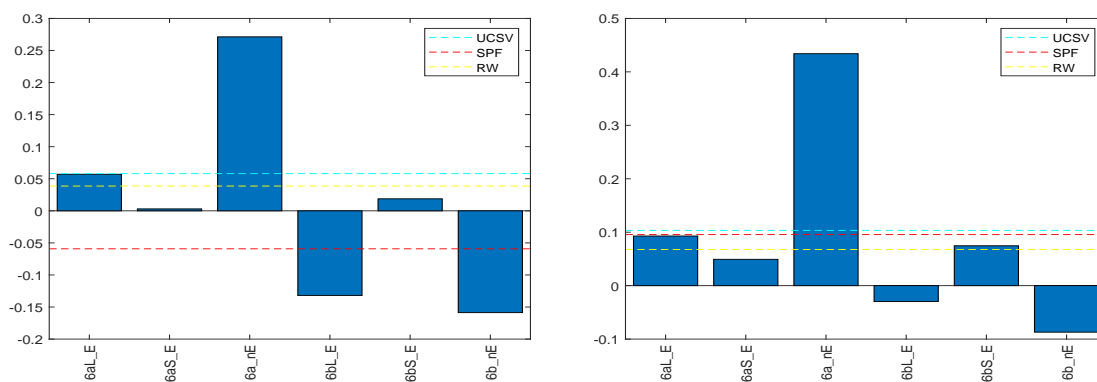 0.3
0.25
0.2
0.15
0.1
0.05
0
-0.05
-0.1
-0.15
-0.2
UCSV
SPF
RW
6aL_E
6aS_E
6a_nE
6bL_E
6bS_E
6b_nE
0.5
0.4
0.3
0.2
0.1
0
-0.1
UCSV
SPF
RW
6aL_E
6aS_E
6a_nE
6bL_E
6bS_E
6b_nE